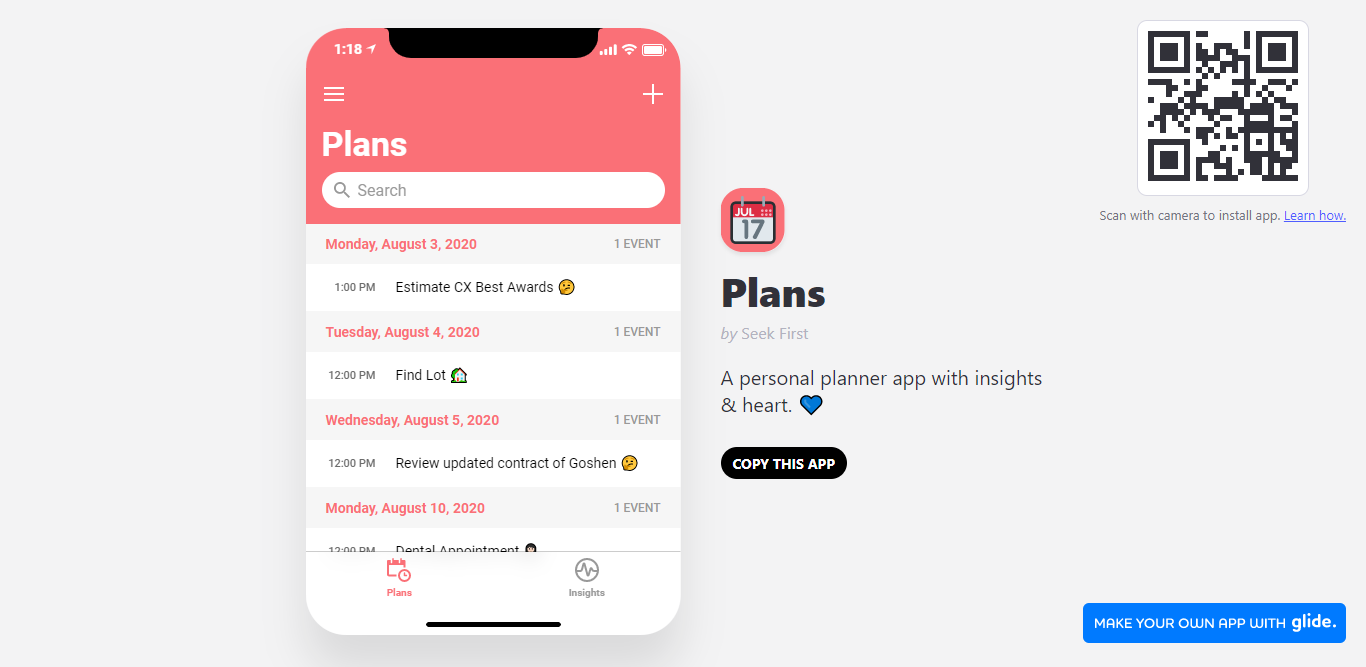 1:18
Plans
Search
Monday, August 3, 2020 1 EVENT
1:00 PM Estimate CX Best Awards 🤔
Tuesday, August 4, 2020 1 EVENT
12:00 PM Find Lot 🏡
Wednesday, August 5, 2020 1 EVENT
12:00 PM Review updated contract of Goshen 🤔
Monday, August 10, 2020 1 EVENT
12:00 PM Dental Appointment
Plans Insights
JUL
17
Plans
by Seek First
A personal planner app with insights
& heart. 💙
COPY THIS APP
Scan with camera to install app. Learn how.
MAKE YOUR OWN APP WITH glide.